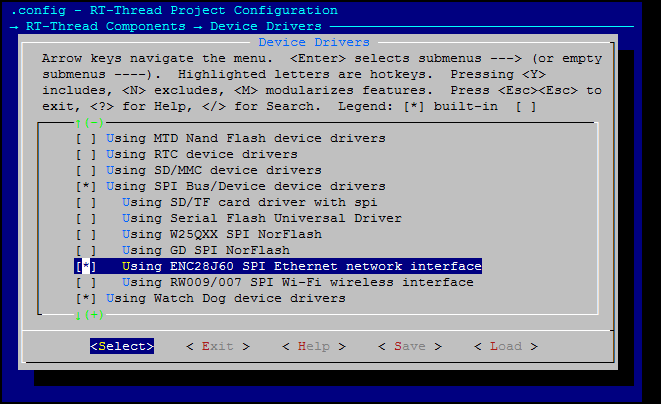 .config - RT-Thread Project Configuration
→ RT-Thread Components → Device Drivers
Device Drivers
Arrow keys navigate the menu.  <Enter> selects submenus ---> (or empty
submenus ----).  Highlighted letters are hotkeys.  Pressing <Y>
includes, <N> excludes, <M> modularizes features.  Press <Esc><Esc> to
exit, <?> for Help, </> for Search.  Legend: [*] built-in  [ ]
↑(-)
[ ] Using MTD Nand Flash device drivers
[ ] Using RTC device drivers
[ ] Using SD/MMC device drivers
[*] Using SPI Bus/Device device drivers
[ ]   Using SD/TF card driver with spi
[ ]   Using Serial Flash Universal Driver
[ ]   Using W25QXX SPI NorFlash
[ ]   Using GD SPI NorFlash
[*]   Using ENC28J60 SPI Ethernet network interface
[ ]   Using RW009/007 SPI Wi-Fi wireless interface
[*] Using Watch Dog device drivers
↓(+)
<Select>    < Exit >    < Help >    < Save >    < Load >